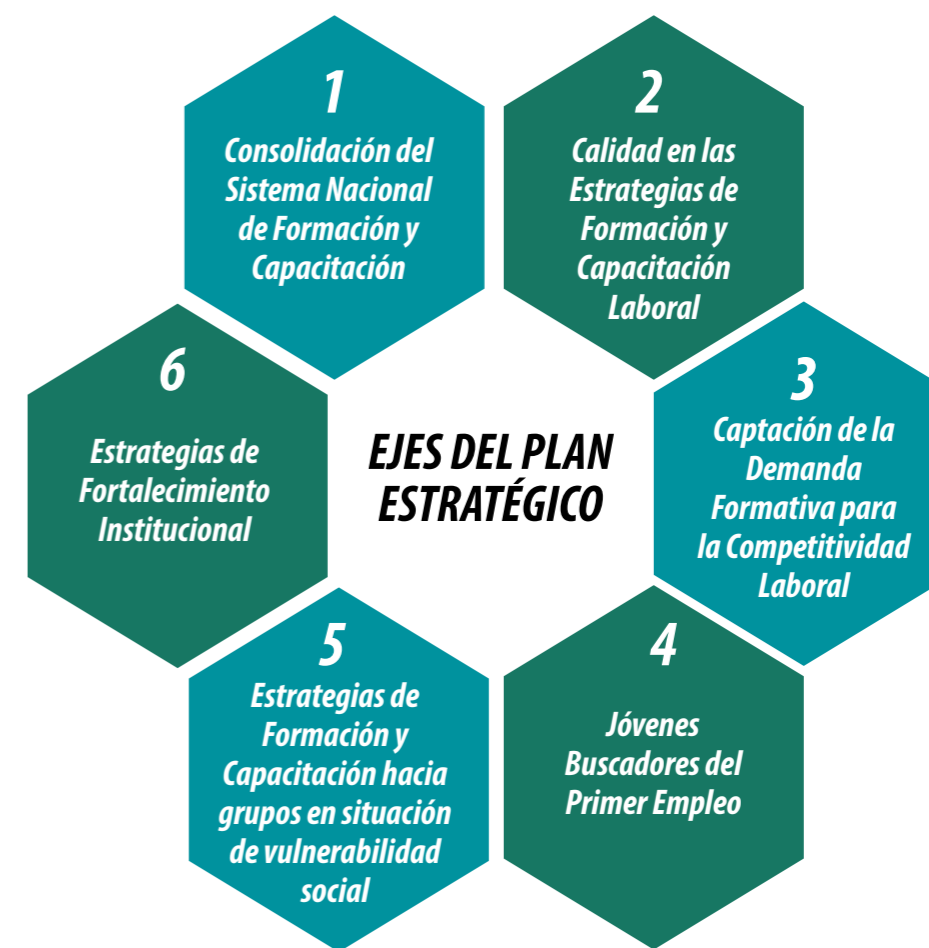 1
Consolidación del
Sistema Nacional
de Formación y
Capacitación
2
Calidad en las
Estrategias de
Formación y
Capacitación
Laboral
3
Captación de la
Demanda
Formativa para
la Competitividad
Laboral
4
Jóvenes
Buscadores del
Primer Empleo
5
Estrategias de
Formación y
Capacitación hacia
grupos en situación
de vulnerabilidad
social
6
Estrategias de
Fortalecimiento
Institucional
EJES DEL PLAN
ESTRATÉGICO